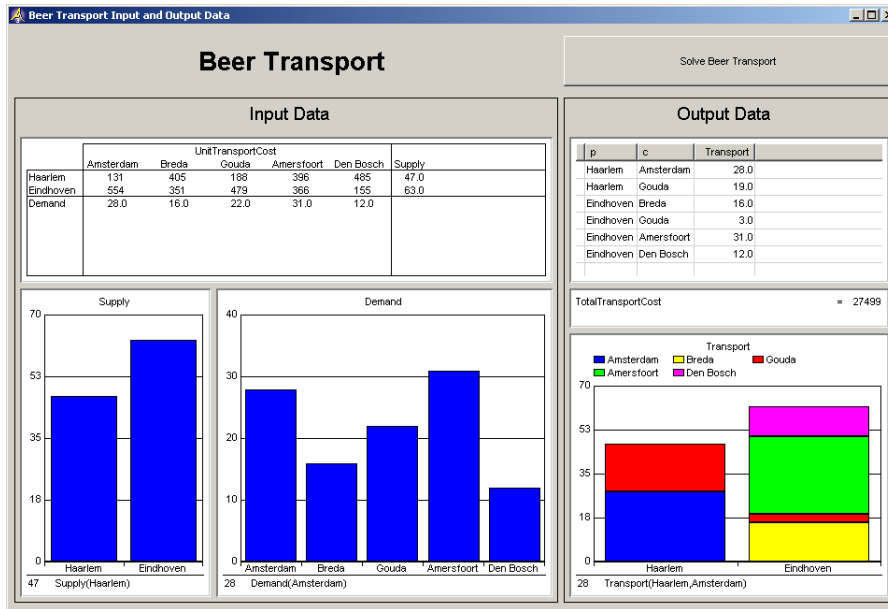 Beer Transport Input and Output Data
Beer Transport
Solve Beer Transport
Input Data
UnitTransportCost
Amsterdam Breda Gouda Amersfoort Den Bosch Supply
Haarlem 131 405 188 396 485 47.0
Eindhoven 554 351 479 366 155 63.0
Demand 28.0 16.0 22.0 31.0 12.0
Supply
70
53
35
18
0
Haarlem Eindhoven
47 Supply(Haarlem)
Demand
40
30
20
10
0
Amsterdam Breda Gouda Amersfoort Den Bosch
28 Demand(Amsterdam)
Output Data
p c Transport
Haarlem Amsterdam 28.0
Haarlem Gouda 19.0
Eindhoven Breda 16.0
Eindhoven Gouda 3.0
Eindhoven Amersfoort 31.0
Eindhoven Den Bosch 12.0
TotalTransportCost = 27499
Transport
Amsterdam Breda Gouda
Amersfoort Den Bosch
70
53
35
18
0
Haarlem Eindhoven
28 Transport(Haarlem,Amsterdam)